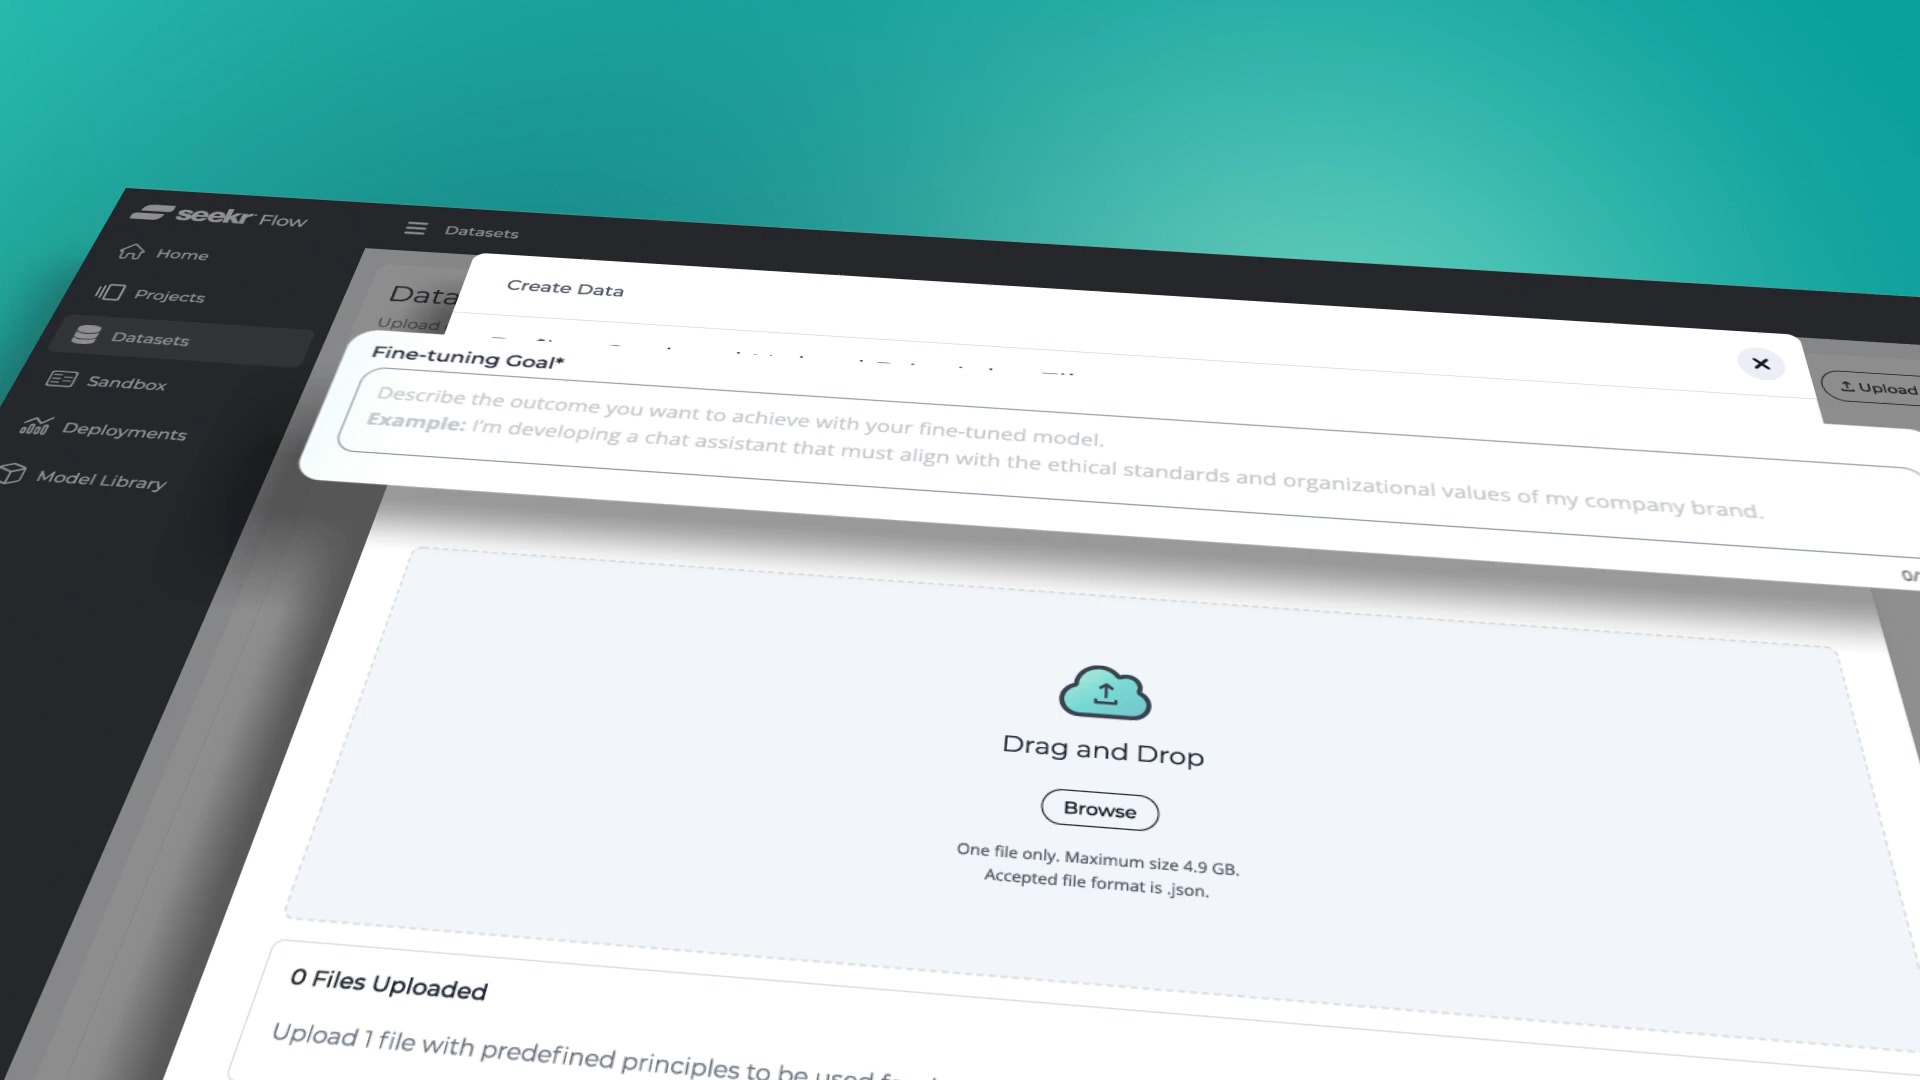 seekr Flow
Datasets
Home
Projects
Datasets
Sandbox
Deployments
Model Library
Data
Upload
Create Data
Upload
Fine-tuning Goal*
Describe the outcome you want to achieve with your fine-tuned model.
Example: I'm developing a chat assistant that must align with the ethical standards and organizational values of my company brand.
Drag and Drop
Browse
One file only. Maximum size 4.9 GB.
Accepted file format is .json.
0 Files Uploaded
Upload 1 file with predefined principles to be used